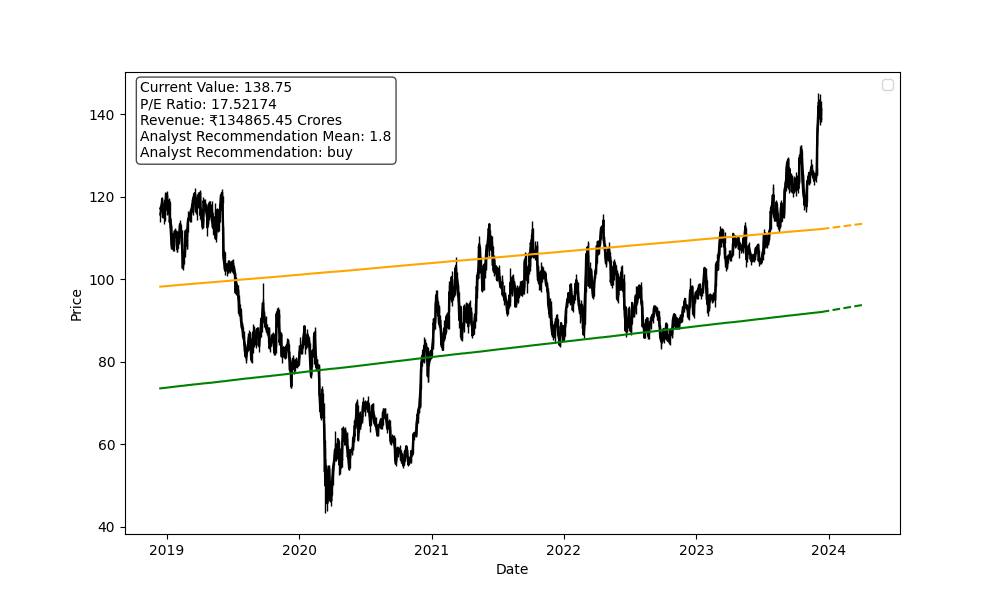 Current Value: 138.75
P/E Ratio: 17.52174
Revenue: ₹134865.45 Crores
Analyst Recommendation Mean: 1.8
Analyst Recommendation: buy
140
120
100
80
60
40
Price
2019 2020 2021 2022 2023 2024
Date